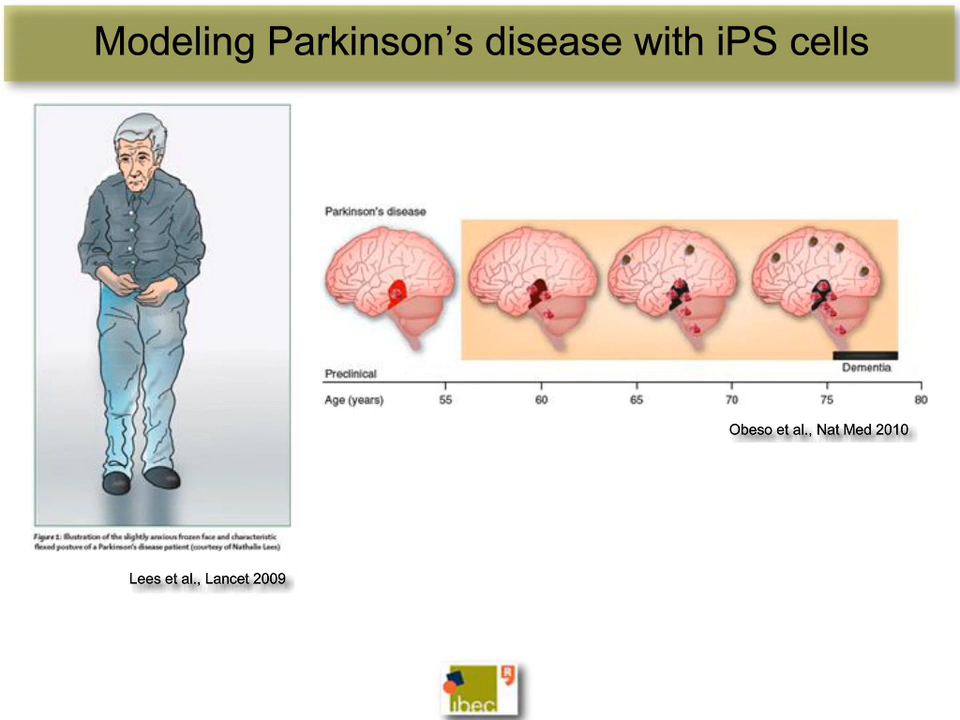 Modeling Parkinson’s disease with iPS cells
Parkinson's disease
Dementia
Preclinical
Age (years) 55 60 65 70 75 80
Obeso et al., Nat Med 2010
Figure 1: Illustration of the slightly anxious frozen face and characteristic
flexed posture of a Parkinson's disease patient (courtesy of Nathalie Lees)
Lees et al., Lancet 2009
R
ibec